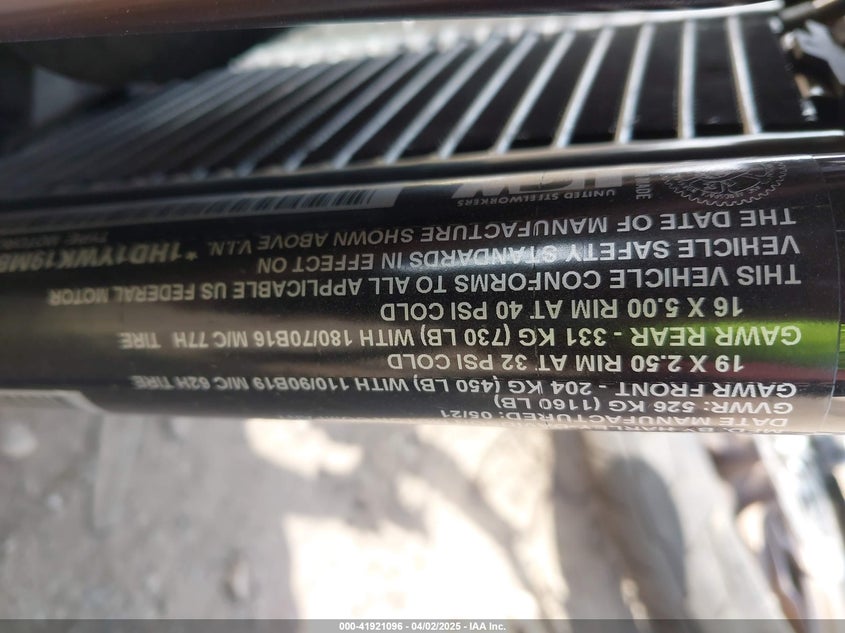 DATE MANUFACTURED: 05/21
GVWR: 526 KG (1160 LB)
GAWR FRONT - 204 KG (450 LB) WITH 110/90B19 M/C 62H TIRE
19 X 2.50 RIM AT 32 PSI COLD
GAWR REAR - 331 KG (730 LB) WITH 180/70B16 M/C 77H TIRE
16 X 5.00 RIM AT 40 PSI COLD
THIS VEHICLE CONFORMS TO ALL APPLICABLE US FEDERAL MOTOR
VEHICLE SAFETY STANDARDS IN EFFECT ON
THE DATE OF MANUFACTURE SHOWN ABOVE V.I.N. *1HD1YWK19MB
UNITED STEELWORKERS
MADE
000-41921096 - 04/02/2025 - IAA Inc.